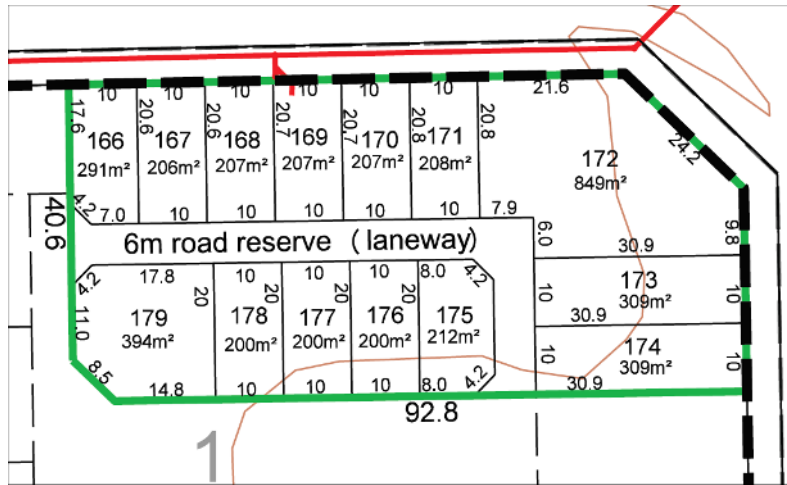 10 10 10 10 10 10 21.6
17.6 20.6 20.6 20.7 20.7 20.8 20.8 24.2
166 167 168 169 170 171 172
291m² 206m² 207m² 207m² 207m² 208m² 849m²
4.2 7.0 10 10 10 10 10 7.9
40.6 6m road reserve ( laneway) 6.0 9.8
30.9
4.2 17.8 10 10 10 8.0 4.2
11.0 20 20 20 20 10 173 10
309m²
179 178 177 176 175 30.9
394m² 200m² 200m² 200m² 212m²
8.5 10 174 10
309m²
14.8 10 10 10 8.0 4.2 30.9
92.8
1